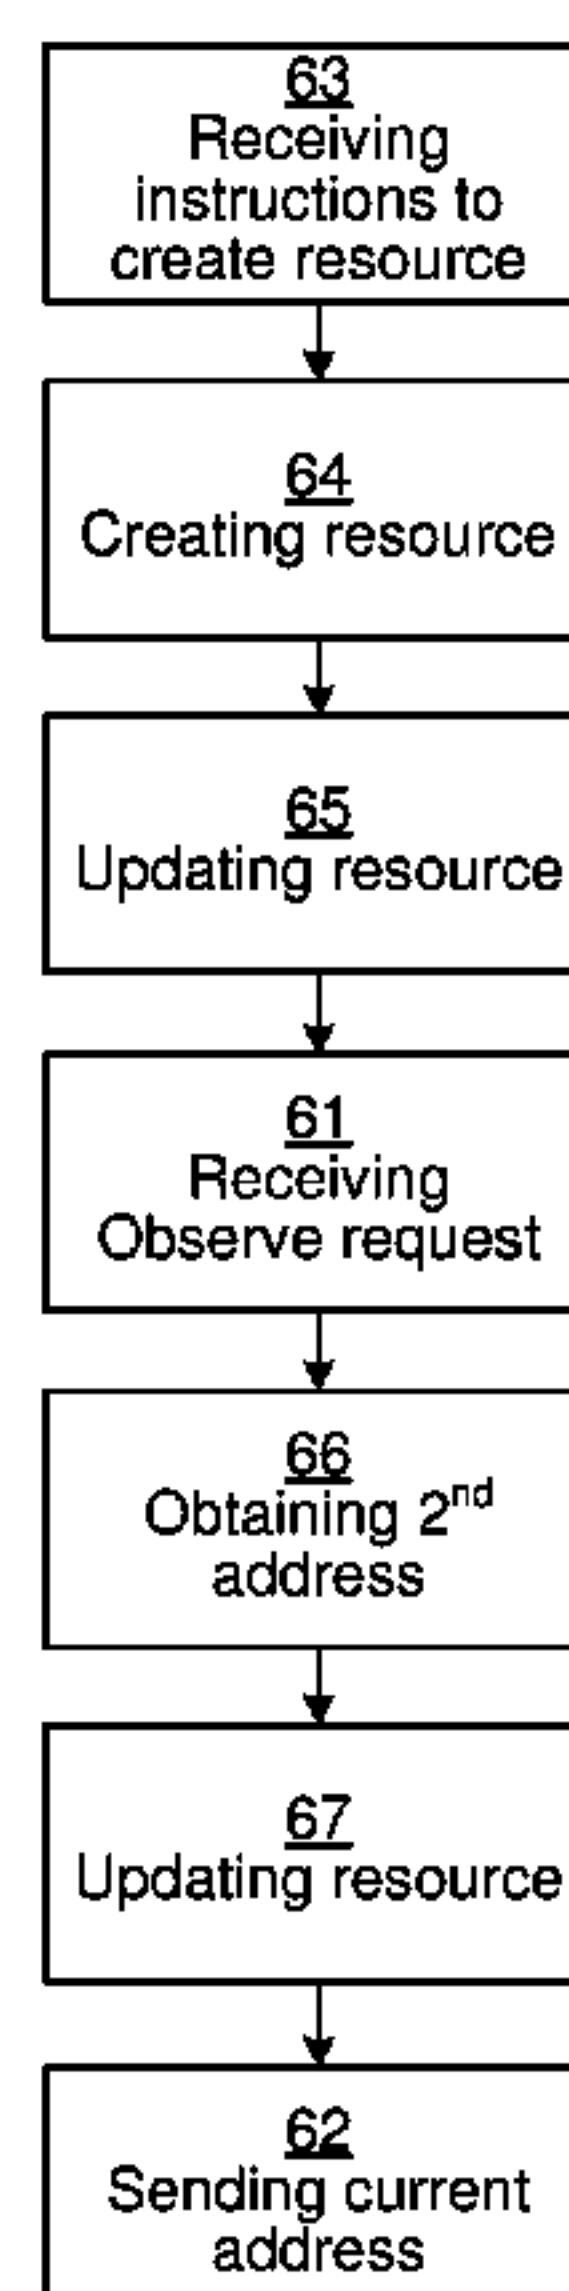 63
Receiving
instructions to
create resource
64
Creating resource
65
Updating resource
61
Receiving
Observe request
66
Obtaining 2nd
address
67
Updating resource
62
Sending current
address